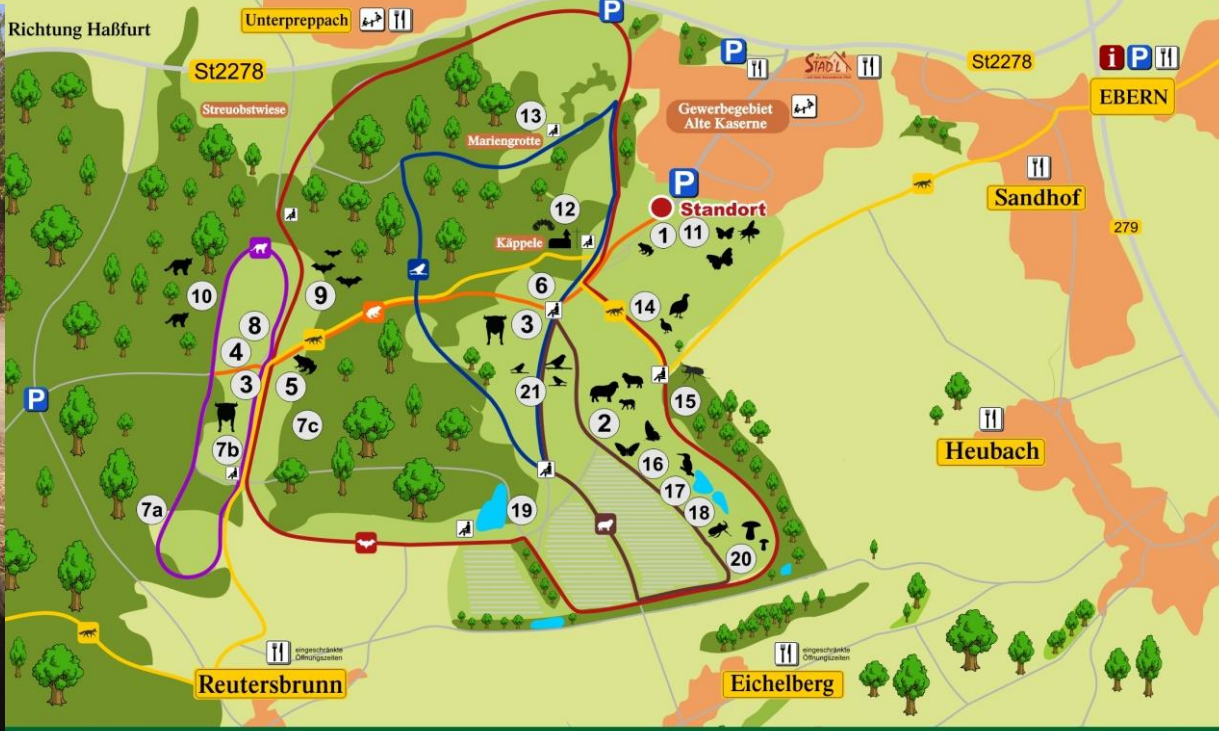 Richtung Haßfurt
Unterpreppach
P
St2278
P
St2278
i P
EBERN
STAD'L
Streuobstwiese
Gewerbegebiet
Alte Kaserne
13
Mariengrotte
Sandhof
P
Standort
12
1
11
279
Käppele
10
9
6
14
8
3
4
3
5
21
15
P
2
7c
7b
16
Heubach
17
7a
19
18
20
eingeschränkte
Öffnungszeiten
Reutersbrunn
eingeschränkte
Öffnungszeiten
Eichelberg